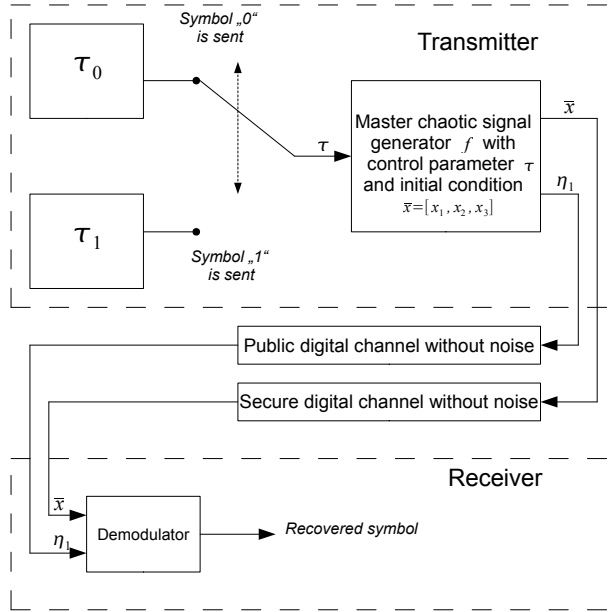 Symbol „0“
is sent
Transmitter
τ0
τ
Master chaotic signal
generator f with
control parameter τ
and initial condition
x̅=[x1, x2, x3]
x̅
η1
τ1
Symbol „1“
is sent
Public digital channel without noise
Secure digital channel without noise
Receiver
x̅
η1
Demodulator
Recovered symbol